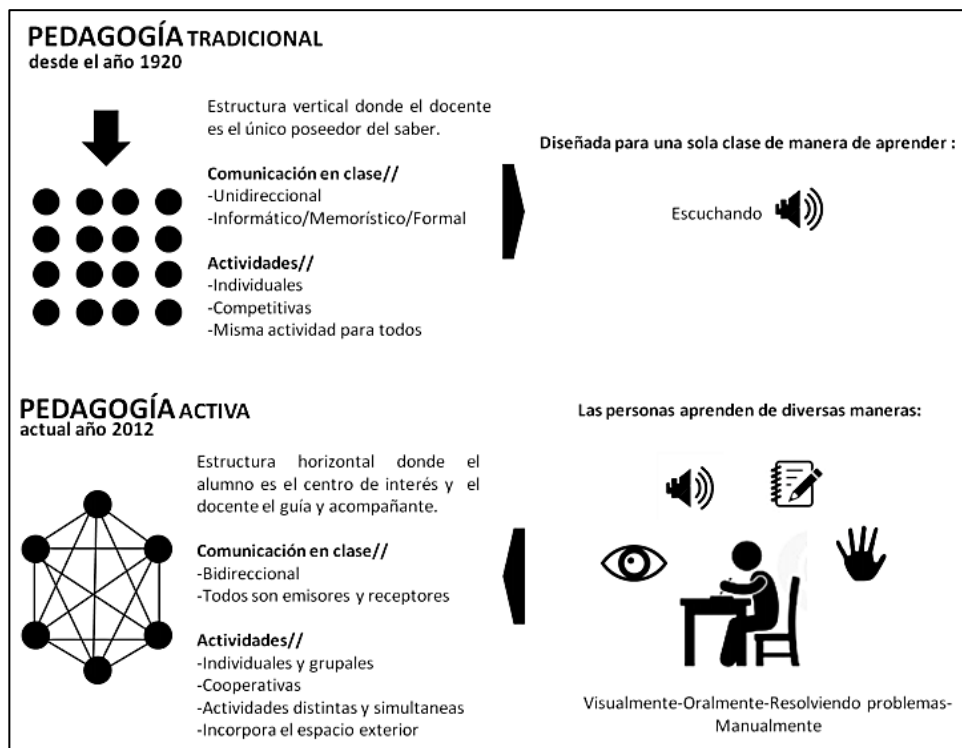 PEDAGOGÍA TRADICIONAL
desde el año 1920
Estructura vertical donde el docente
es el único poseedor del saber.
Comunicación en clase//
-Unidireccional
-Informático/Memorístico/Formal
Actividades//
-Individuales
-Competitivas
-Misma actividad para todos
Diseñada para una sola clase de manera de aprender :
Escuchando
PEDAGOGÍA ACTIVA
actual año 2012
Estructura horizontal donde el
alumno es el centro de interés y el
docente el guía y acompañante.
Comunicación en clase//
-Bidireccional
-Todos son emisores y receptores
Actividades//
-Individuales y grupales
-Cooperativas
-Actividades distintas y simultaneas
-Incorpora el espacio exterior
Las personas aprenden de diversas maneras:
Visualmente-Oralmente-Resolviendo problemas-
Manualmente